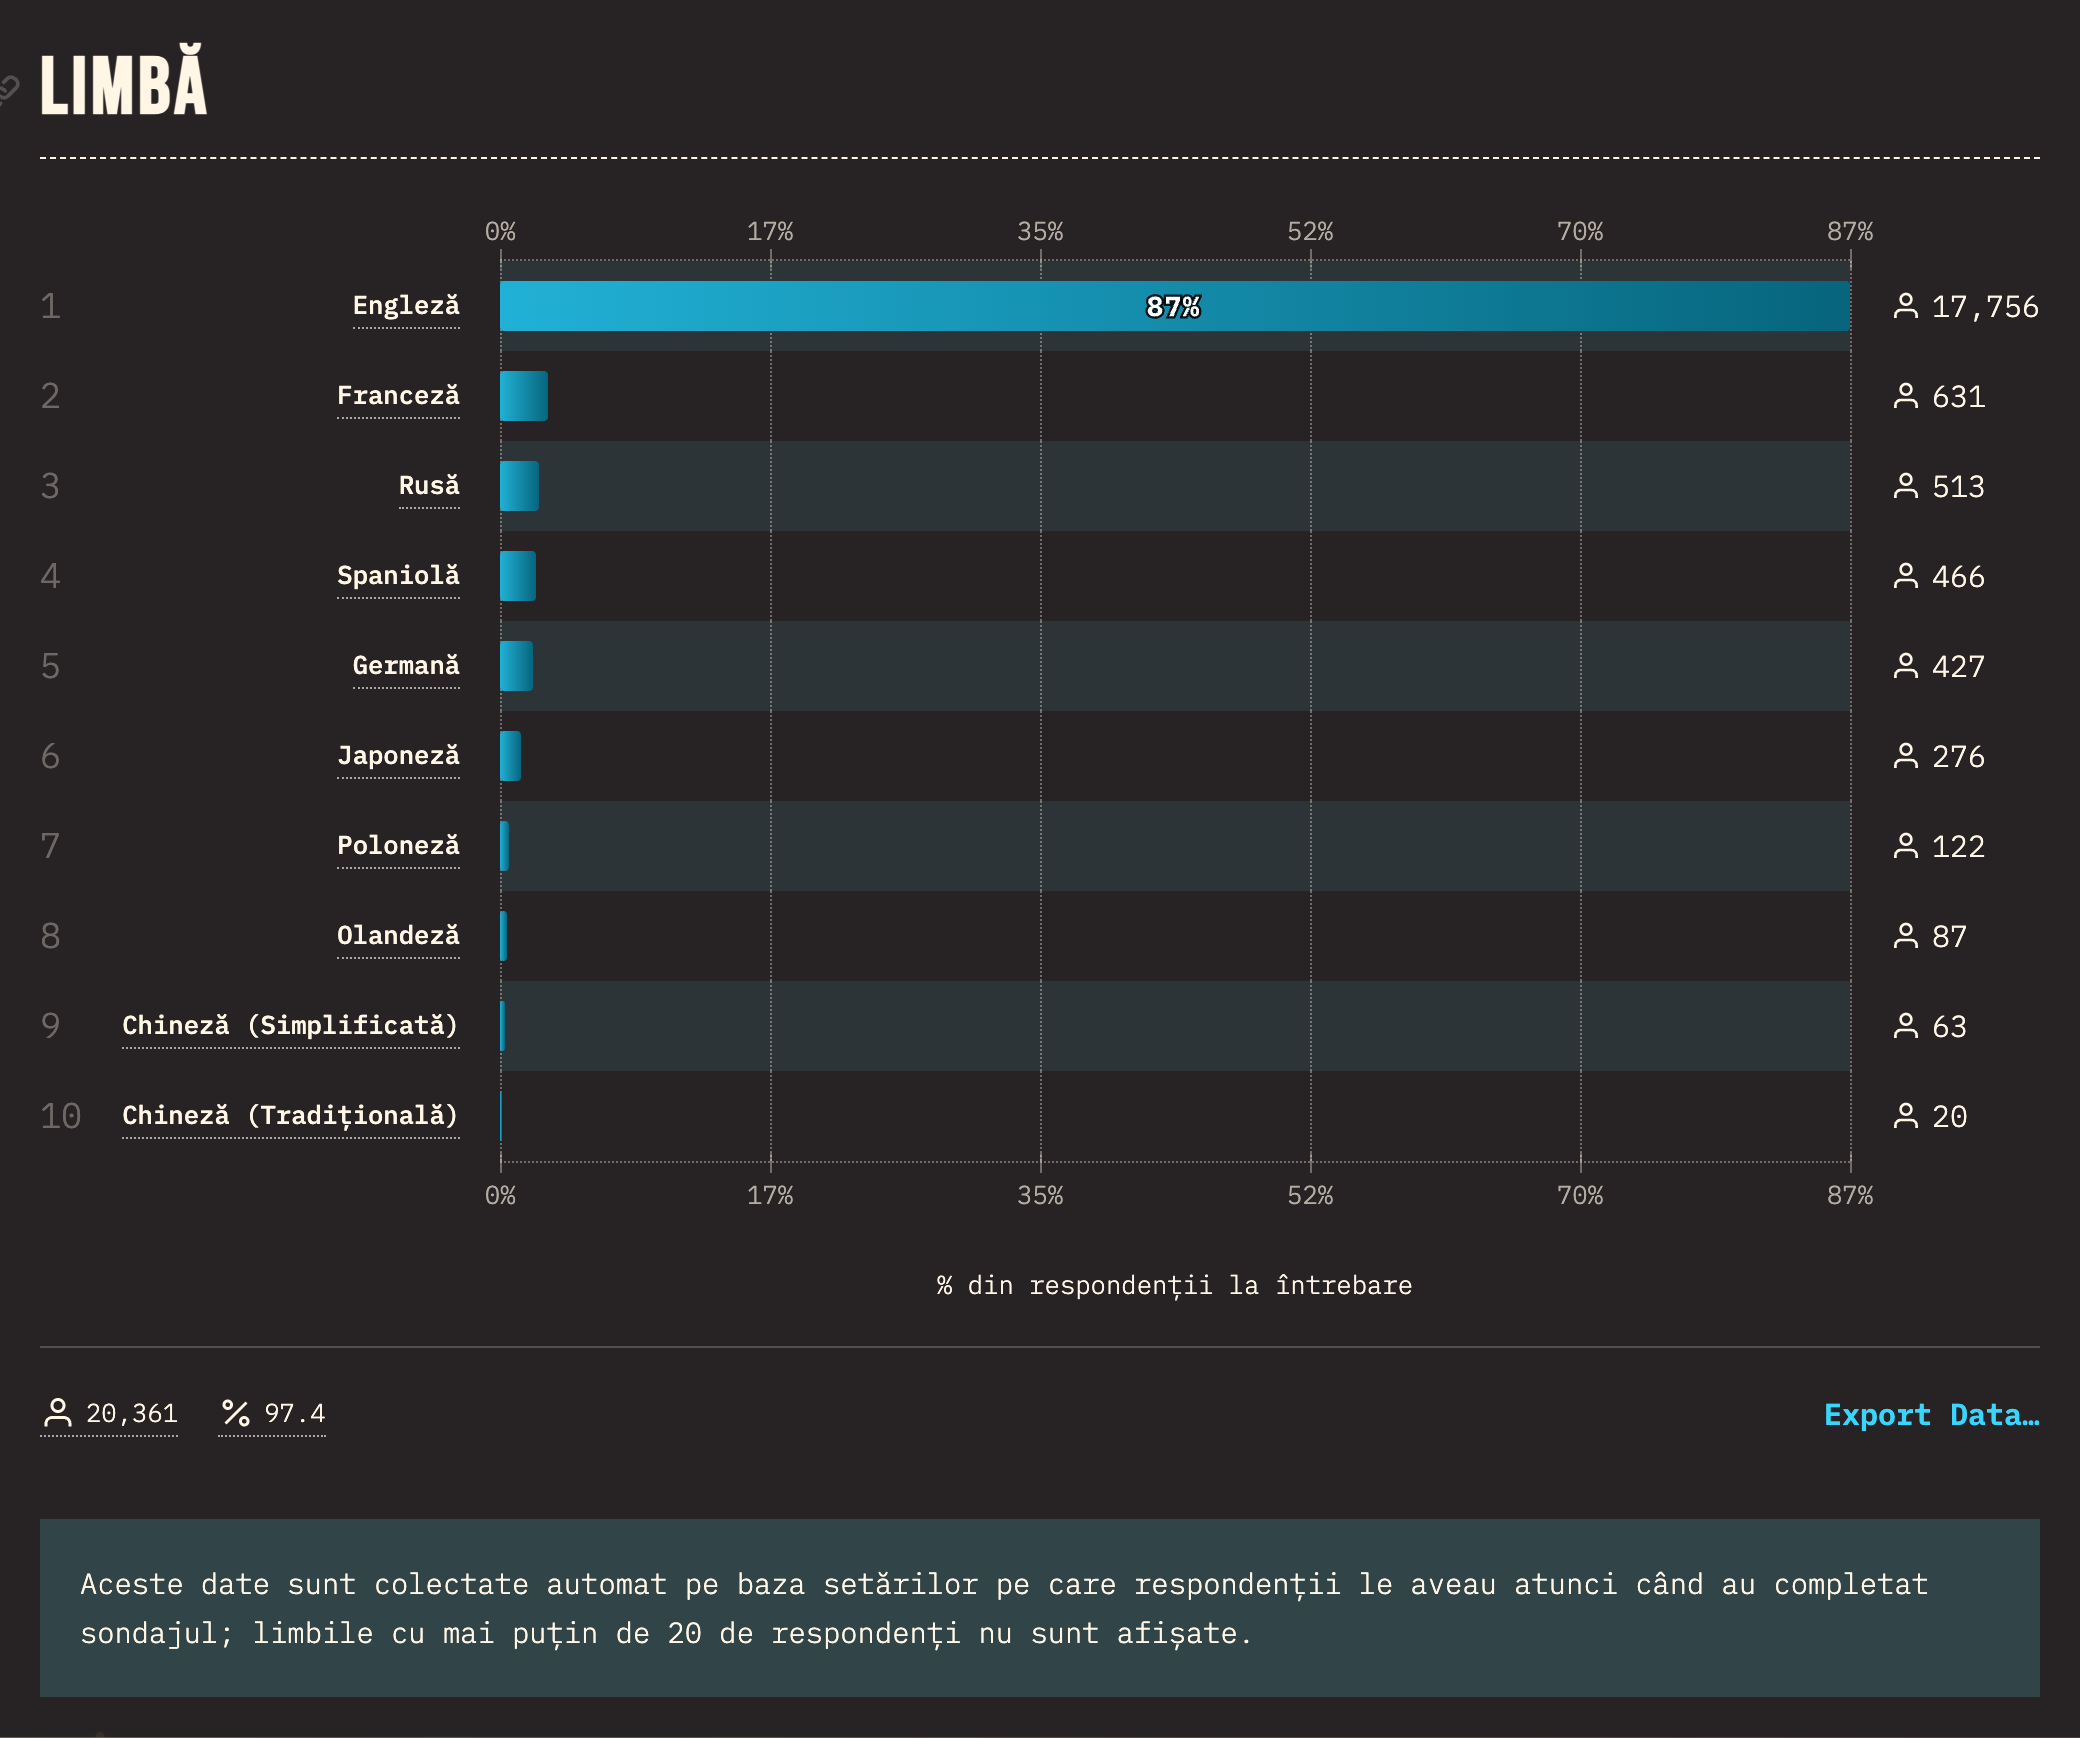 LIMBĂ
0% 17% 35% 52% 70% 87%
1 Engleză 87% 17,756
2 Franceză 631
3 Rusă 513
4 Spaniolă 466
5 Germană 427
6 Japoneză 276
7 Poloneză 122
8 Olandeză 87
9 Chineză (Simplificată) 63
10 Chineză (Tradițională) 20
0% 17% 35% 52% 70% 87%
% din respondenții la întrebare
20,361 % 97.4 Export Data…
Aceste date sunt colectate automat pe baza setărilor pe care respondenții le aveau atunci când au completat
sondajul; limbile cu mai puțin de 20 de respondenți nu sunt afișate.